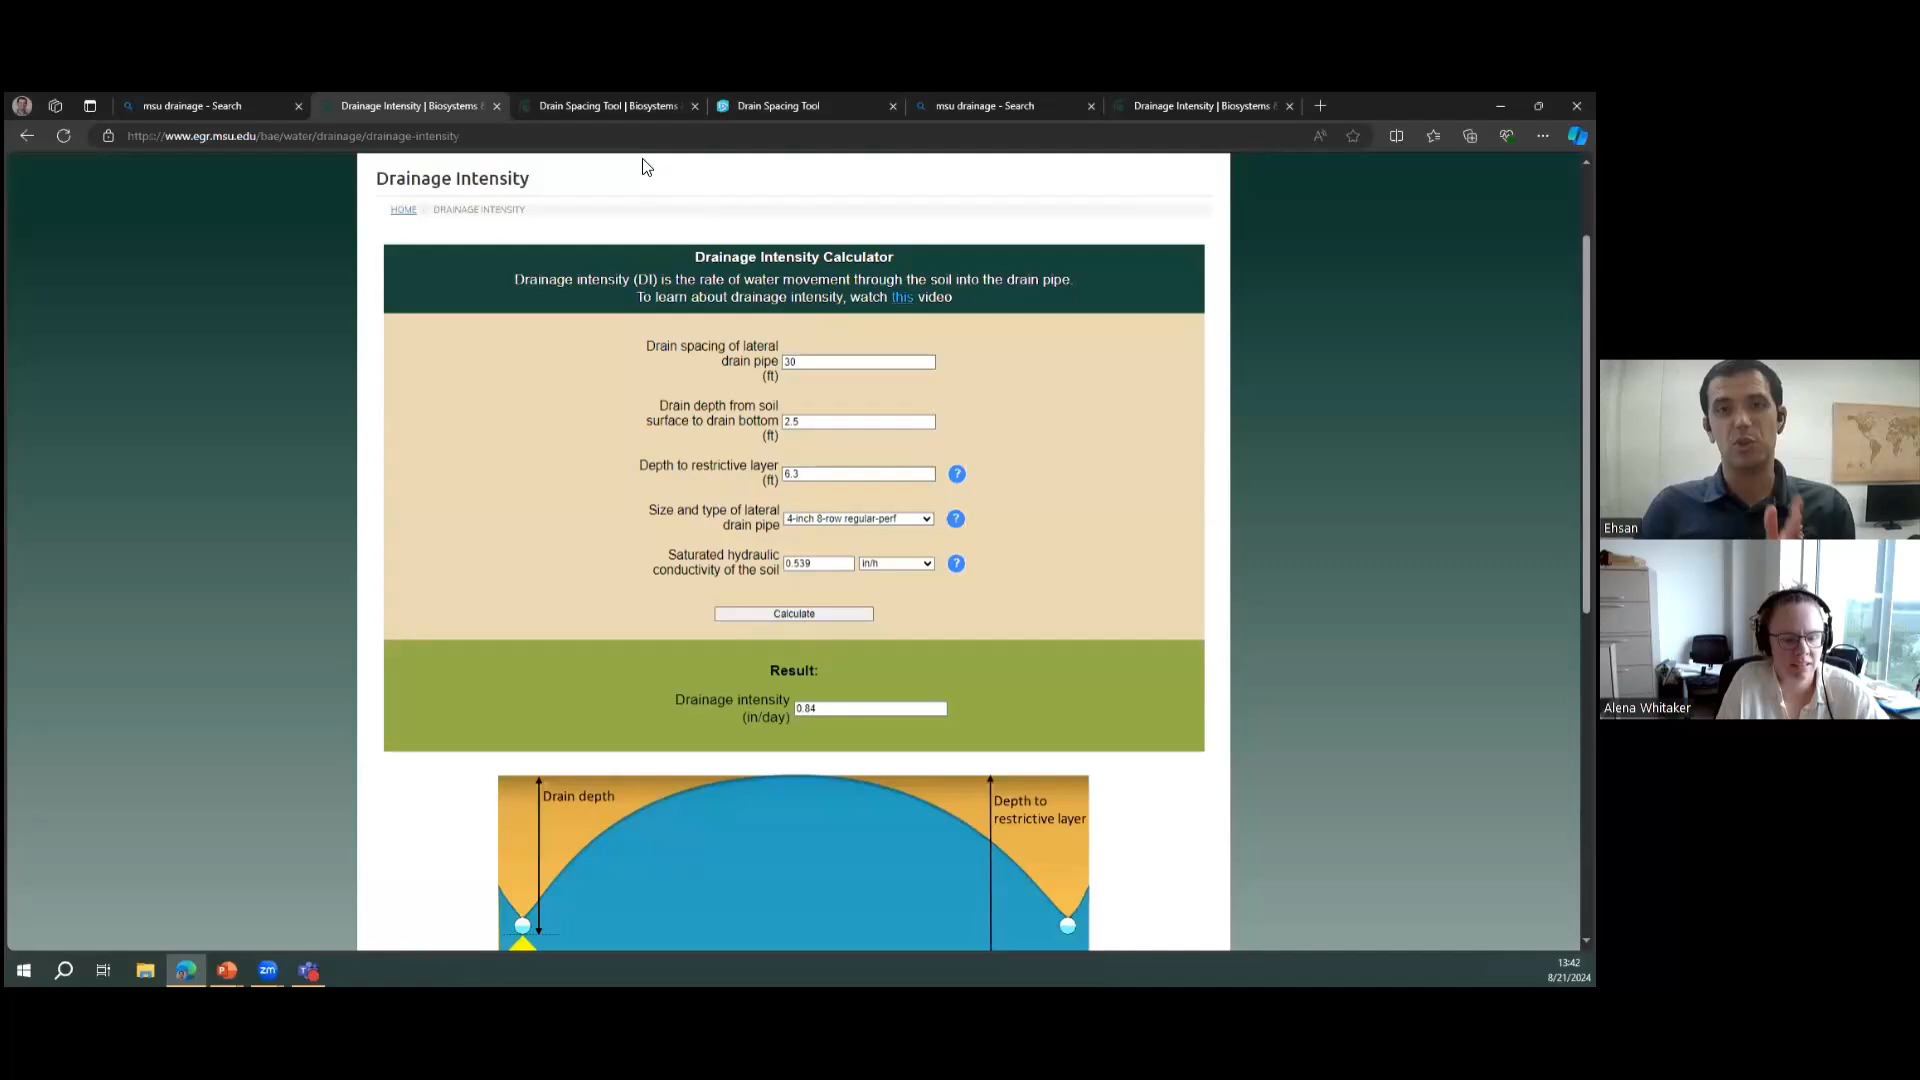 msu drainage - Search
Drainage Intensity | Biosystems &
Drain Spacing Tool | Biosystems
Drain Spacing Tool
msu drainage - Search
Drainage Intensity | Biosystems &
https://www.egr.msu.edu/bae/water/drainage/drainage-intensity
Drainage Intensity
HOME
DRAINAGE INTENSITY
Drainage Intensity Calculator
Drainage intensity (DI) is the rate of water movement through the soil into the drain pipe.
To learn about drainage intensity, watch this video
Drain spacing of lateral
drain pipe
(ft)
30
Drain depth from soil
surface to drain bottom
(ft)
2.5
Depth to restrictive layer
(ft)
6.3
?
Size and type of lateral
drain pipe
4-inch 8-row regular-perf
?
Saturated hydraulic
conductivity of the soil
0.539
in/h
?
Calculate
Result:
Drainage intensity
(in/day)
0.84
Drain depth
Depth to
restrictive layer
zm
13:42
8/21/2024
Ehsan
Alena Whitaker